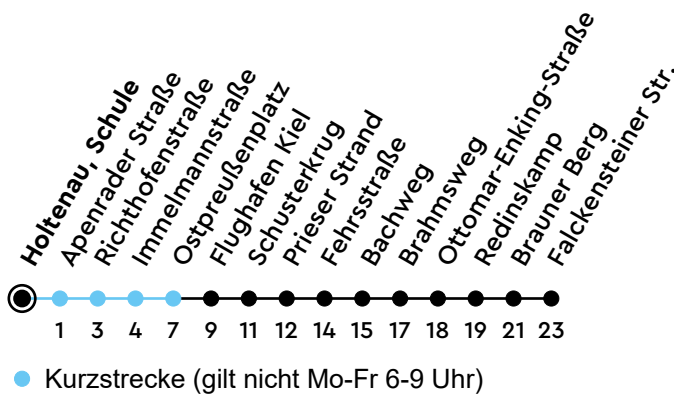 Holtenau, Schule
Apenrader Straße
Richthofenstraße
Immelmannstraße
Ostpreußenplatz
Flughafen Kiel
Schusterkrug
Prieser Strand
Fehrsstraße
Bachweg
Brahmsweg
Ottomar-Enking-Straße
Redinskamp
Brauner Berg
Falckensteiner Str.
1 3 4 7 9 11 12 14 15 17 18 19 21 23
Kurzstrecke (gilt nicht Mo-Fr 6-9 Uhr)